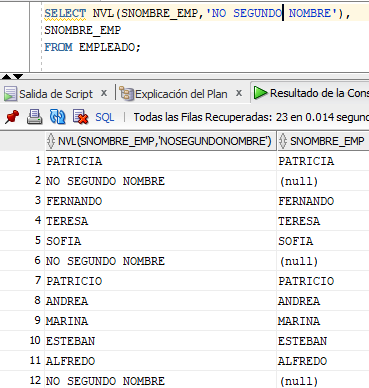 SELECT NVL(SNOMBRE_EMP,'NO SEGUNDO NOMBRE'),
SNOMBRE_EMP
FROM EMPLEADO;
Salida de Script x Explicación del Plan x Resultado de la Cons
SQL | Todas las Filas Recuperadas: 23 en 0.014 segundo
NVL(SNOMBRE_EMP,'NOSEGUNDONOMBRE') SNOMBRE_EMP
1 PATRICIA PATRICIA
2 NO SEGUNDO NOMBRE (null)
3 FERNANDO FERNANDO
4 TERESA TERESA
5 SOFIA SOFIA
6 NO SEGUNDO NOMBRE (null)
7 PATRICIO PATRICIO
8 ANDREA ANDREA
9 MARINA MARINA
10 ESTEBAN ESTEBAN
11 ALFREDO ALFREDO
12 NO SEGUNDO NOMBRE (null)